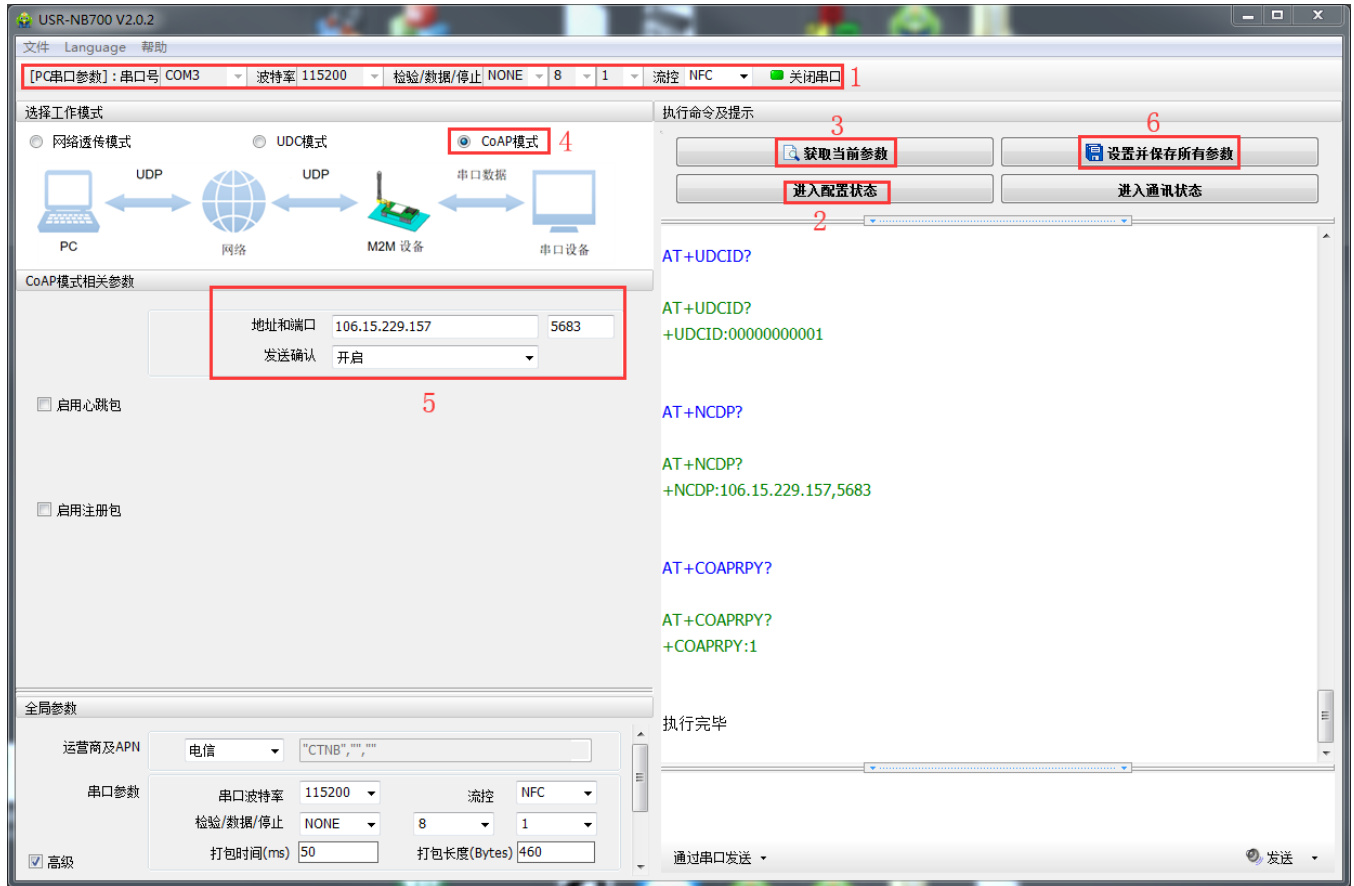 USR-NB700 V2.0.2
文件 Language 帮助
[PC串口参数]:串口号 COM3 波特率 115200 检验/数据/停止 NONE 8 1 流控 NFC 关闭串口 1
选择工作模式
网络透传模式 UDC模式 CoAP模式 4
UDP UDP 串口数据
PC 网络 M2M 设备 串口设备
CoAP模式相关参数
地址和端口 106.15.229.157 5683
发送确认 开启
5
启用心跳包
启用注册包
全局参数
运营商及APN 电信 "CTNB","",""
串口参数 串口波特率 115200 流控 NFC
检验/数据/停止 NONE 8 1
高级 打包时间(ms) 50 打包长度(Bytes) 460
执行命令及提示
3 6
获取当前参数 设置并保存所有参数
进入配置状态 进入通讯状态
2
AT+UDCID?
AT+UDCID?
+UDCID:00000000001
AT+NCDP?
AT+NCDP?
+NCDP:106.15.229.157,5683
AT+COAPRPY?
AT+COAPRPY?
+COAPRPY:1
执行完毕
通过串口发送 发送